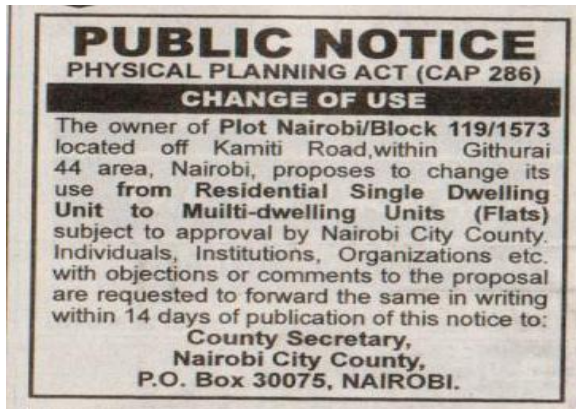 PUBLIC NOTICE
PHYSICAL PLANNING ACT (CAP 286)
CHANGE OF USE
The owner of Plot Nairobi/Block 119/1573
located off Kamiti Road,within Githurai
44 area, Nairobi, proposes to change its
use from Residential Single Dwelling
Unit to Muilti-dwelling Units (Flats)
subject to approval by Nairobi City County.
Individuals, Institutions, Organizations etc.
with objections or comments to the proposal
are requested to forward the same in writing
within 14 days of publication of this notice to:
County Secretary,
Nairobi City County,
P.O. Box 30075, NAIROBI.